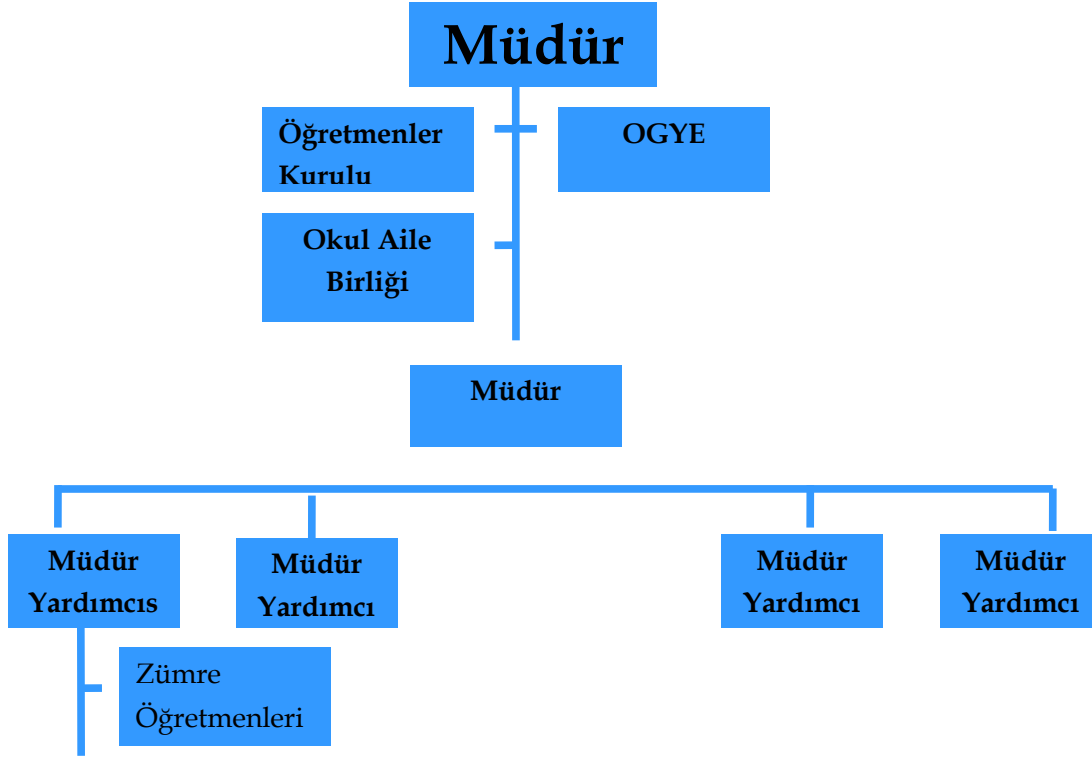 Müdür
Öğretmenler
Kurulu
OGYE
Okul Aile
Birliği
Müdür
Müdür
Yardımcıs
Müdür
Yardımcı
Müdür
Yardımcı
Müdür
Yardımcı
Zümre
Öğretmenleri